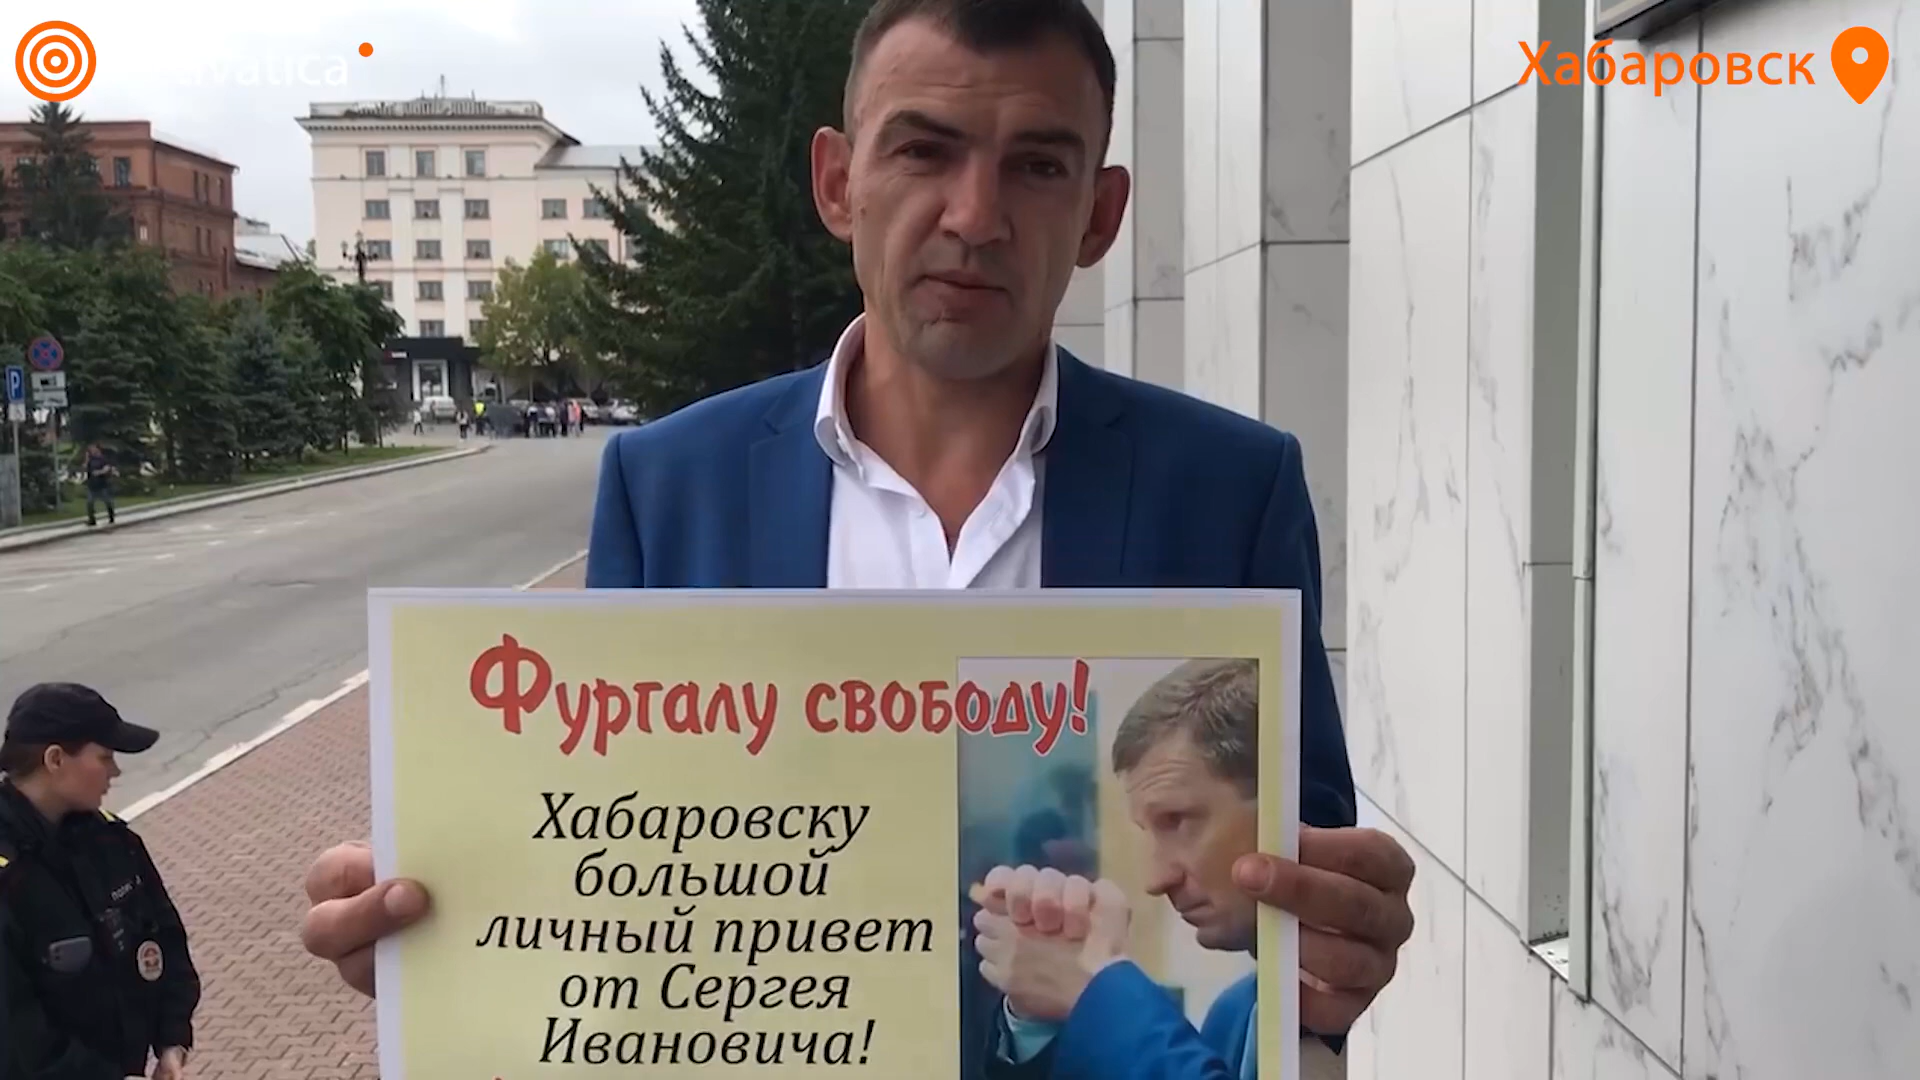 Хабаровск
Фургалу свободу!
Хабаровску
большой
личный привет
от Сергея
Ивановича!